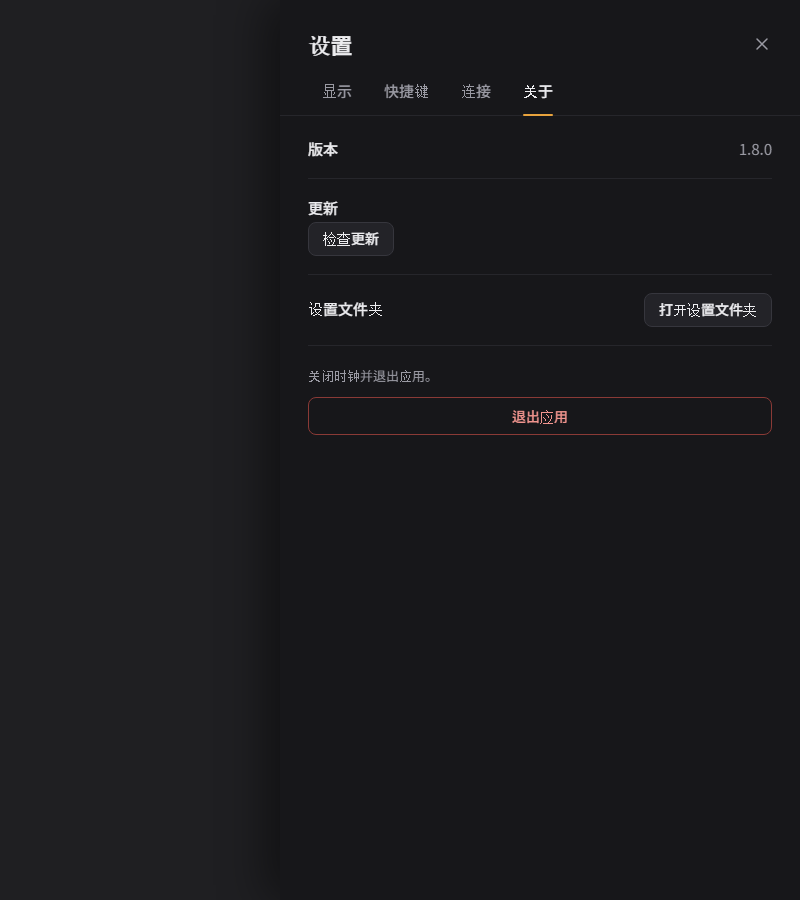 设置
显示 快捷键 连接 关于
版本 1.8.0
更新
检查更新
设置文件夹 打开设置文件夹
关闭时钟并退出应用。
退出应用